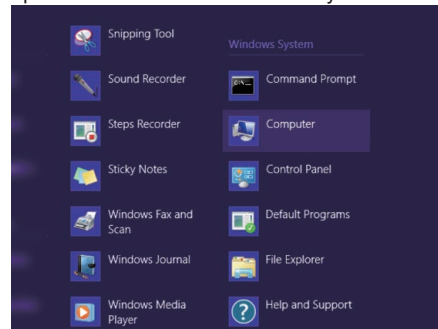 Snipping Tool
Sound Recorder
Steps Recorder
Sticky Notes
Windows Fax and
Scan
Windows Journal
Windows Media
Player
Windows System
Command Prompt
Computer
Control Panel
Default Programs
File Explorer
Help and Support